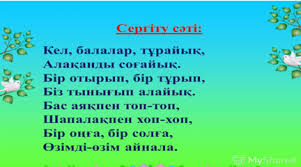 Сергіту сәті:
Кел, балалар, тұрайық,
Алақанды соғайық.
Бір отырып, бір тұрып,
Біз тынығып алайық.
Бас аяқпен топ-топ,
Шапалақпен хоп-хоп,
Бір оңға, бір солға,
Өзімді-өзім айнала.
MyShared